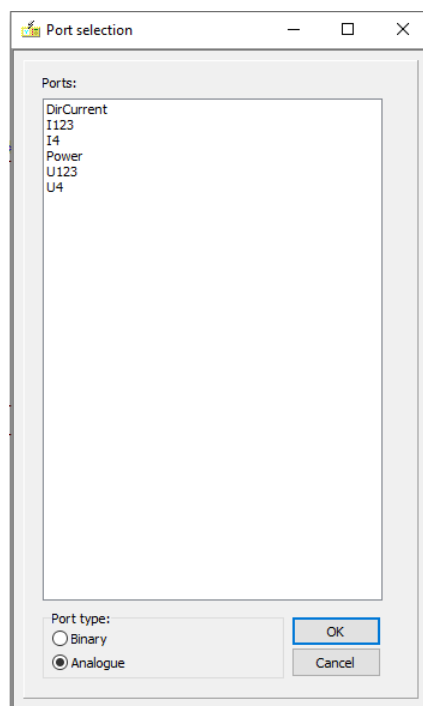 Port selection
Ports:
DirCurrent
I123
I4
Power
U123
U4
Port type:
Binary
Analogue
OK
Cancel